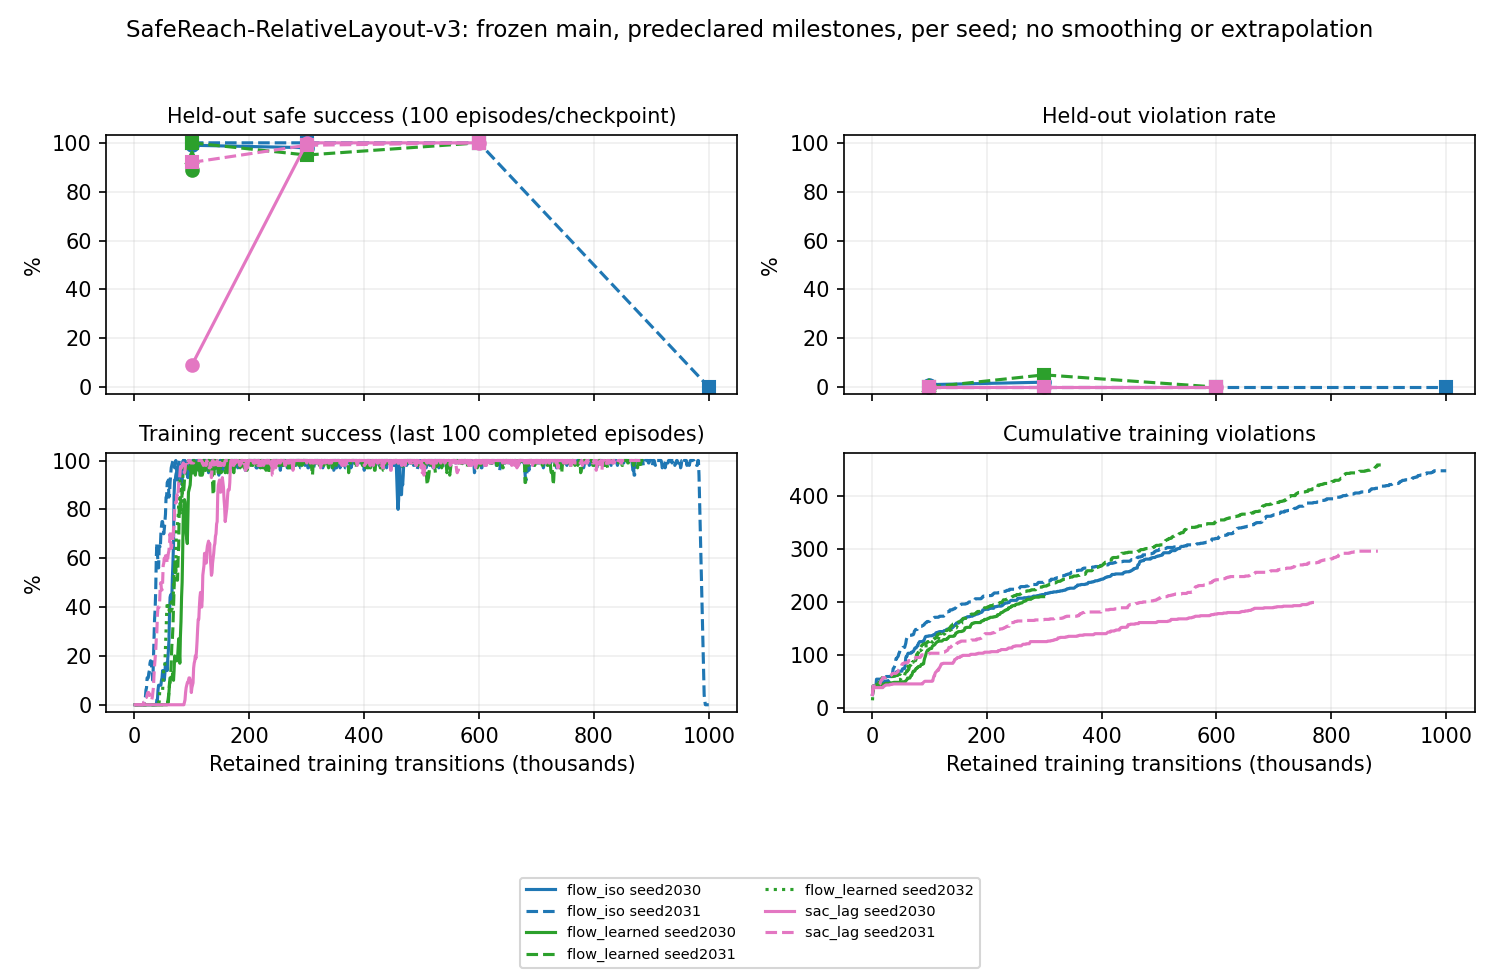 SafeReach-RelativeLayout-v3: frozen main, predeclared milestones, per seed; no smoothing or extrapolation
Held-out safe success (100 episodes/checkpoint)
100
80
60
40
20
0
%
Held-out violation rate
100
80
60
40
20
0
%
Training recent success (last 100 completed episodes)
100
80
60
40
20
0
%
0 200 400 600 800 1000
Retained training transitions (thousands)
Cumulative training violations
400
300
200
100
0
0 200 400 600 800 1000
Retained training transitions (thousands)
flow_iso seed2030
flow_iso seed2031
flow_learned seed2030
flow_learned seed2031
flow_learned seed2032
sac_lag seed2030
sac_lag seed2031